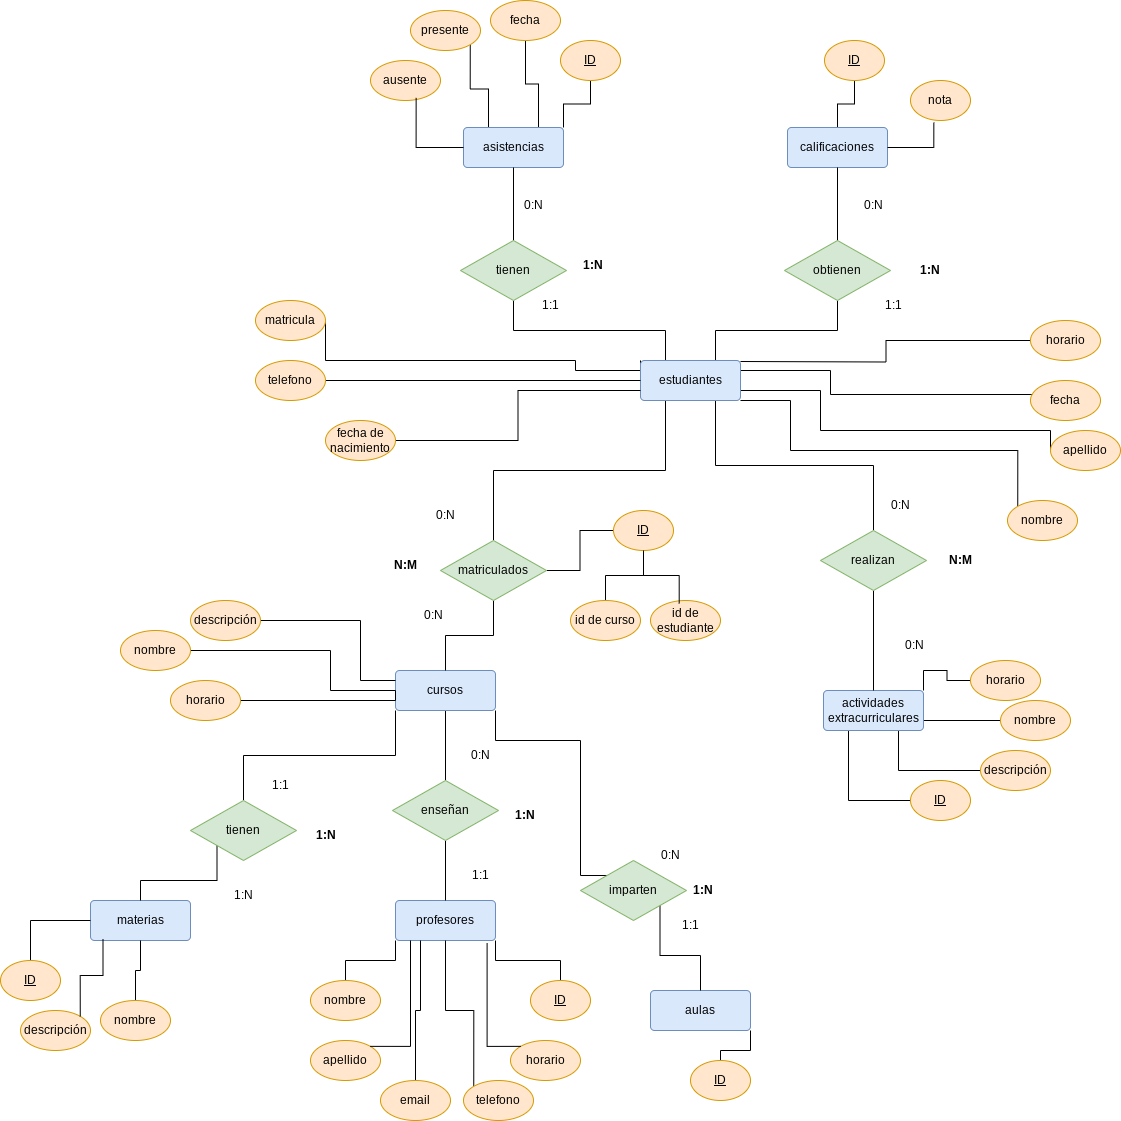 fecha
presente
ID
ausente
ID
nota
asistencias
calificaciones
0:N
0:N
tienen
1:N
obtienen
1:N
1:1
1:1
matricula
horario
telefono
estudiantes
fecha
fecha de
nacimiento
apellido
0:N
0:N
nombre
ID
N:M
matriculados
realizan
N:M
0:N
id de curso
id de
estudiante
descripción
nombre
0:N
horario
cursos
horario
actividades
extracurriculares
nombre
0:N
descripción
1:1
ID
enseñan
1:N
tienen
1:N
0:N
1:1
imparten
1:N
1:N
materias
profesores
1:1
ID
nombre
ID
aulas
descripción
nombre
apellido
horario
ID
email
telefono